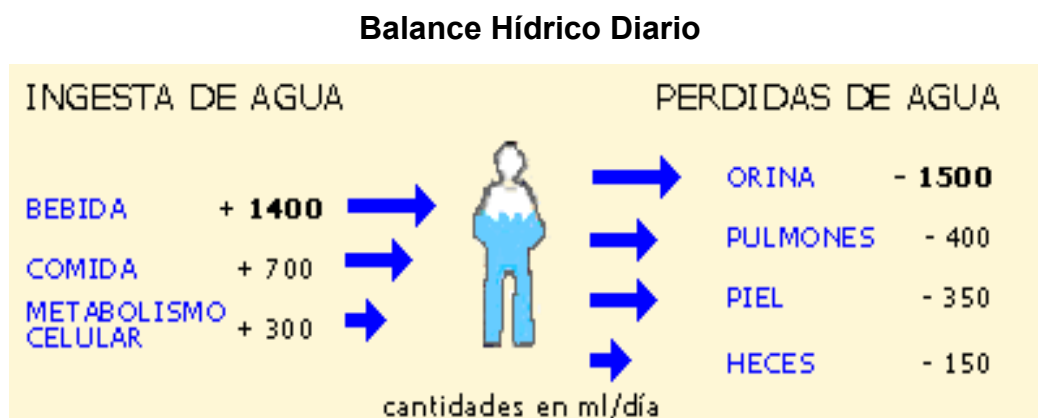 Balance Hídrico Diario
INGESTA DE AGUA
BEBIDA + 1400
COMIDA + 700
METABOLISMO
CELULAR + 300
PERDIDAS DE AGUA
ORINA - 1500
PULMONES - 400
PIEL - 350
HECES - 150
cantidades en ml/día